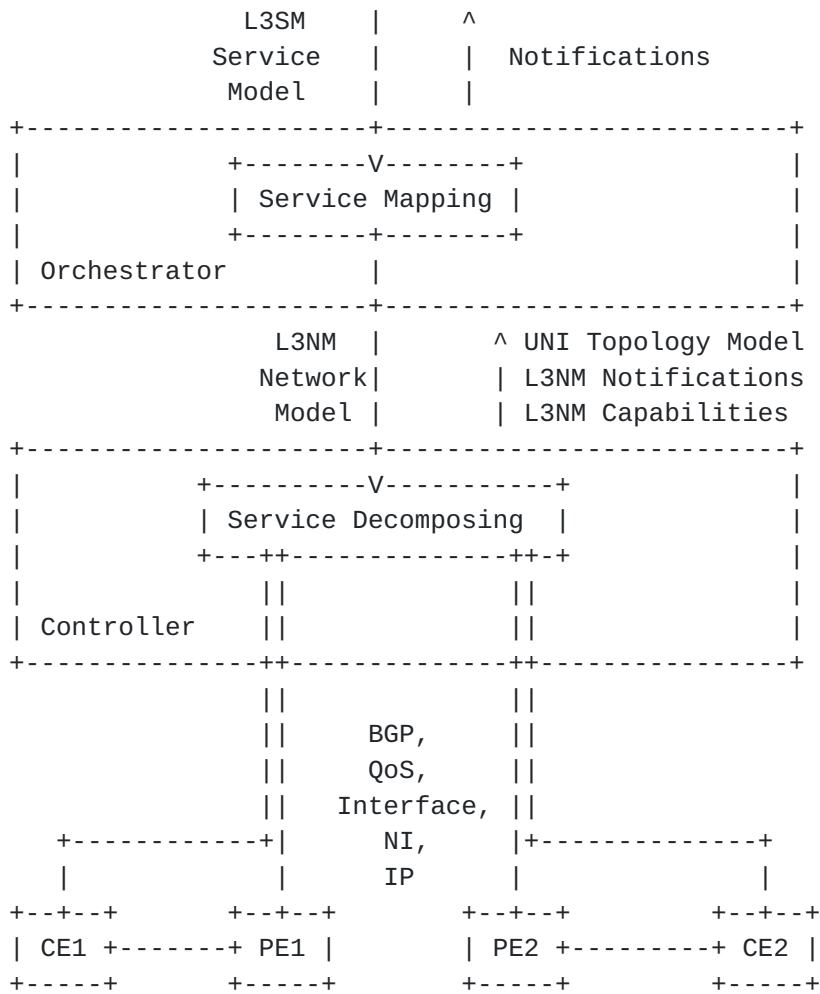 L3SM     |     ^
Service   |     |  Notifications
Model    |     |
+----------------------+--------------------------+
|             +--------V--------+                 |
|             | Service Mapping |                 |
|             +--------+--------+                 |
| Orchestrator         |                          |
+----------------------+--------------------------+
L3NM  |       ^ UNI Topology Model
Network|        | L3NM Notifications
Model |        | L3NM Capabilities
+----------------------+--------------------------+
|           +----------V-----------+              |
|           | Service Decomposing  |              |
|           +---++--------------++-+              |
|               ||              ||                |
| Controller    ||              ||                |
+---------------++--------------++----------------+
||              ||
||     BGP,     ||
||     QoS,     ||
||   Interface, ||
+------------+|      NI,     |+--------------+
|             |      IP      |               |
+--+--+       +--+--+        +--+--+         +--+--+
| CE1 +-------+ PE1 |        | PE2 +---------+ CE2 |
+-----+       +-----+        +-----+         +-----+